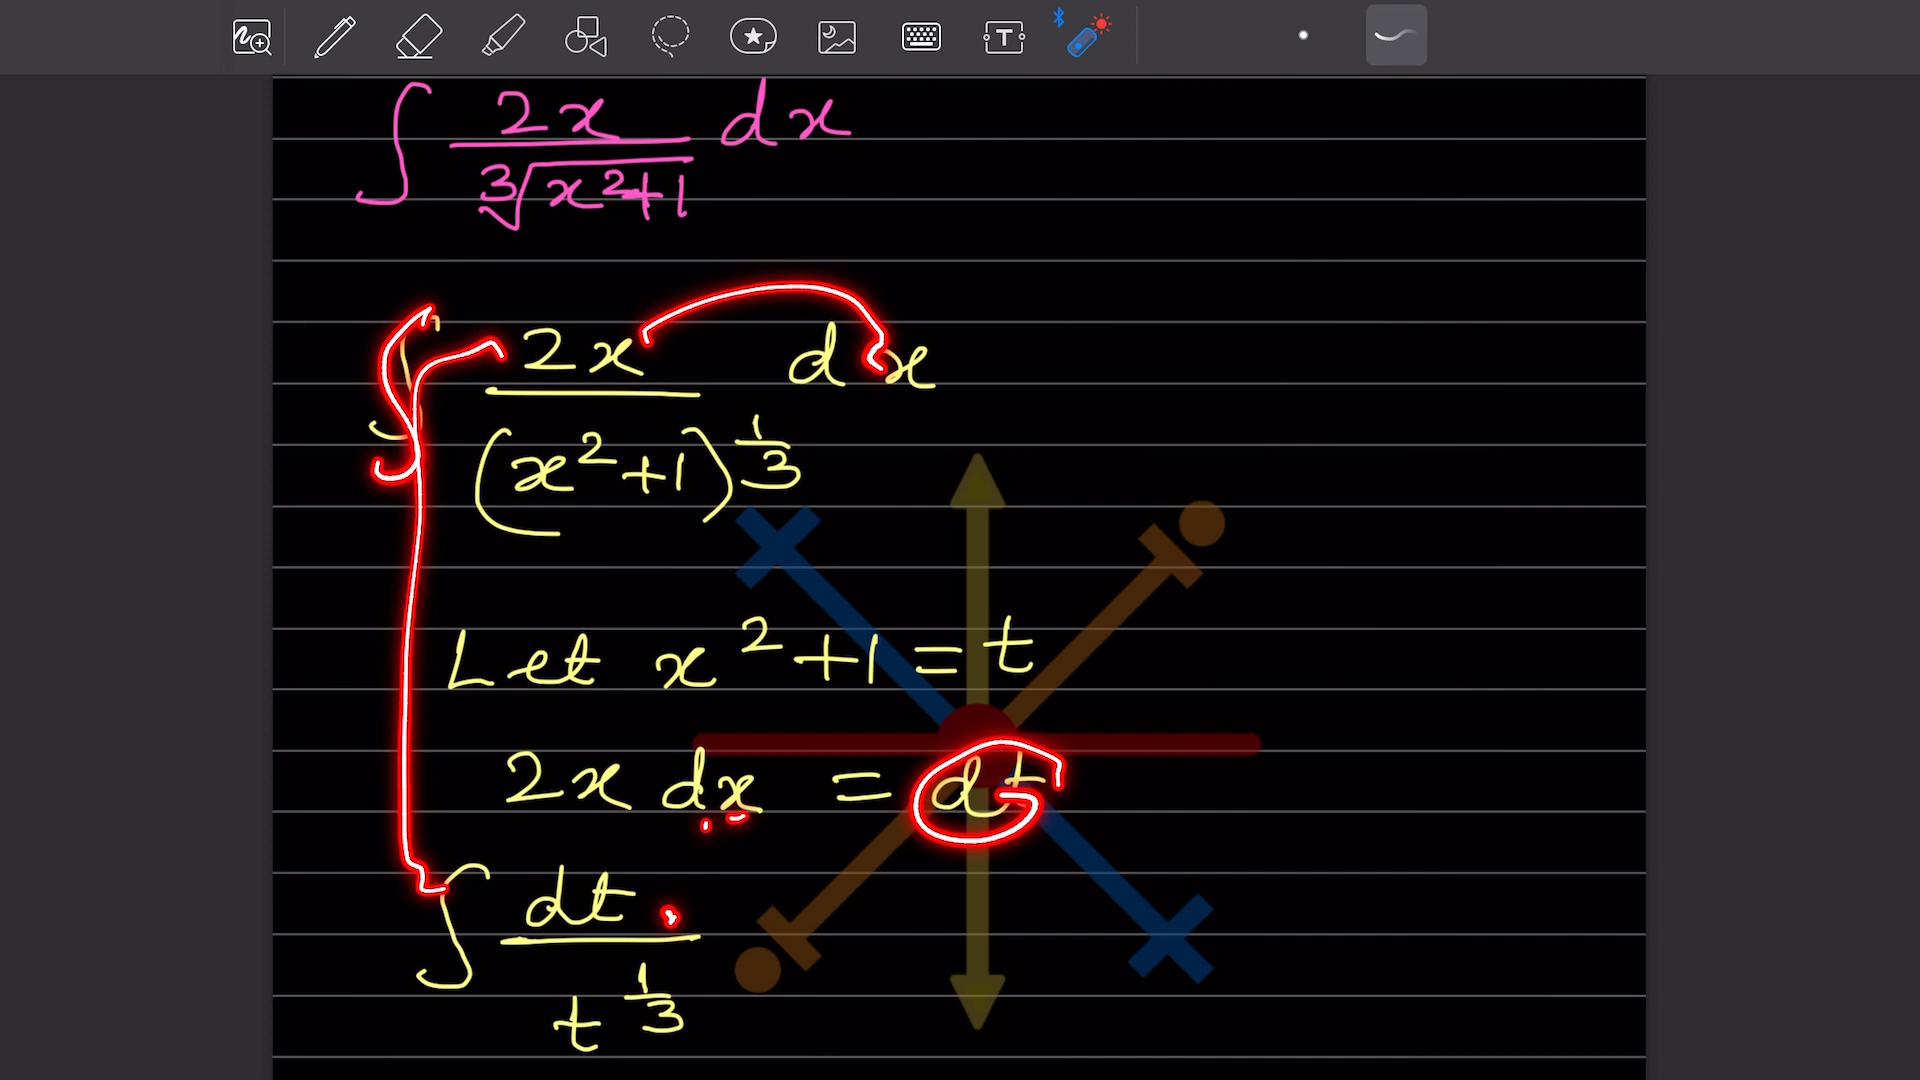 ∫ 2x / ∛(x²+1) dx
∫ 2x / (x²+1)^(1/3) dx
Let x²+1 = t
2x dx = dt
∫ dt / t^(1/3)